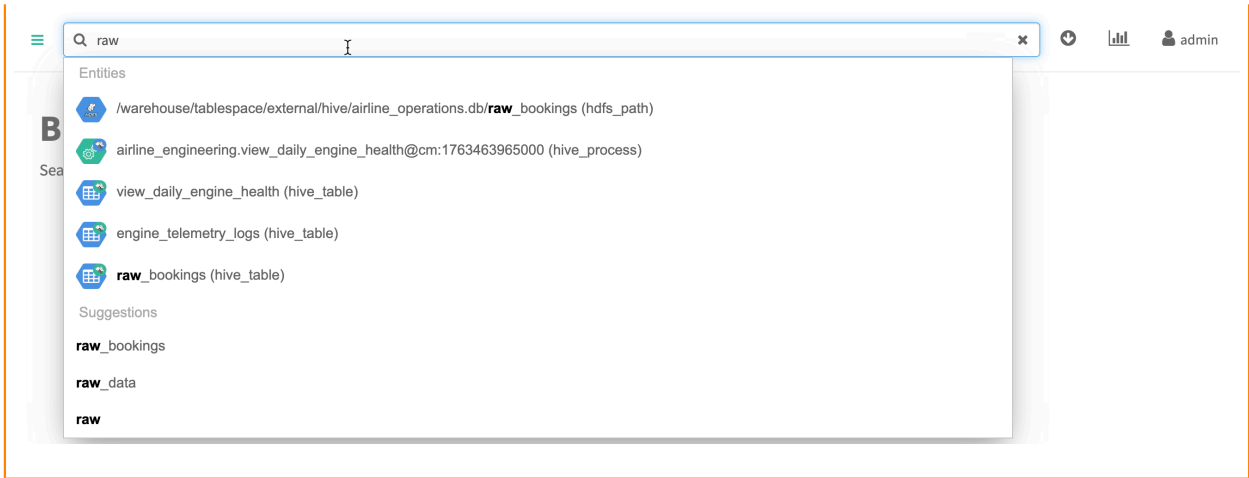 raw
admin
Entities
/warehouse/tablespace/external/hive/airline_operations.db/raw_bookings (hdfs_path)
B
airline_engineering.view_daily_engine_health@cm:1763463965000 (hive_process)
Sea
view_daily_engine_health (hive_table)
engine_telemetry_logs (hive_table)
raw_bookings (hive_table)
Suggestions
raw_bookings
raw_data
raw